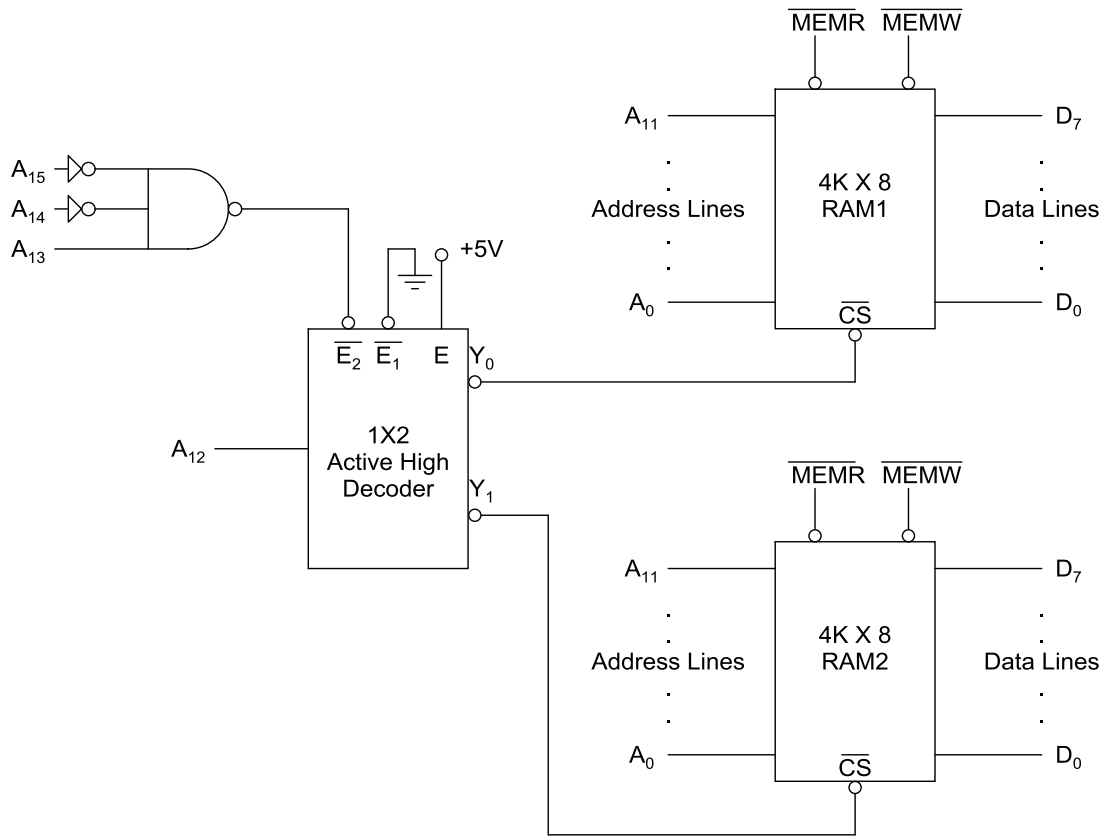 MEMR MEMW
A11
D7
4K X 8
RAM1
Address Lines
Data Lines
A0
D0
CS
A15
A14
A13
+5V
E2 E1 E Y0
A12
1X2
Active High
Decoder
Y1
MEMR MEMW
A11
D7
4K X 8
RAM2
Address Lines
Data Lines
A0
D0
CS